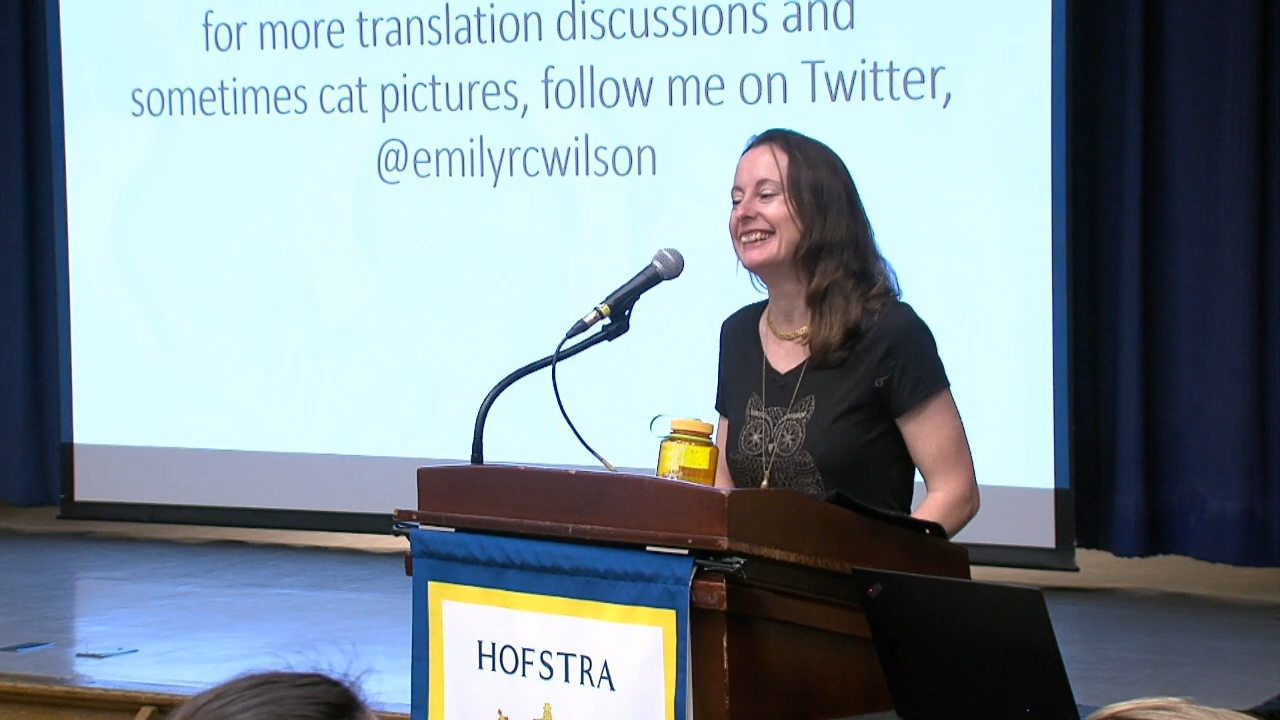 for more translation discussions and
sometimes cat pictures, follow me on Twitter,
@emilyrcwilson
HOFSTRA